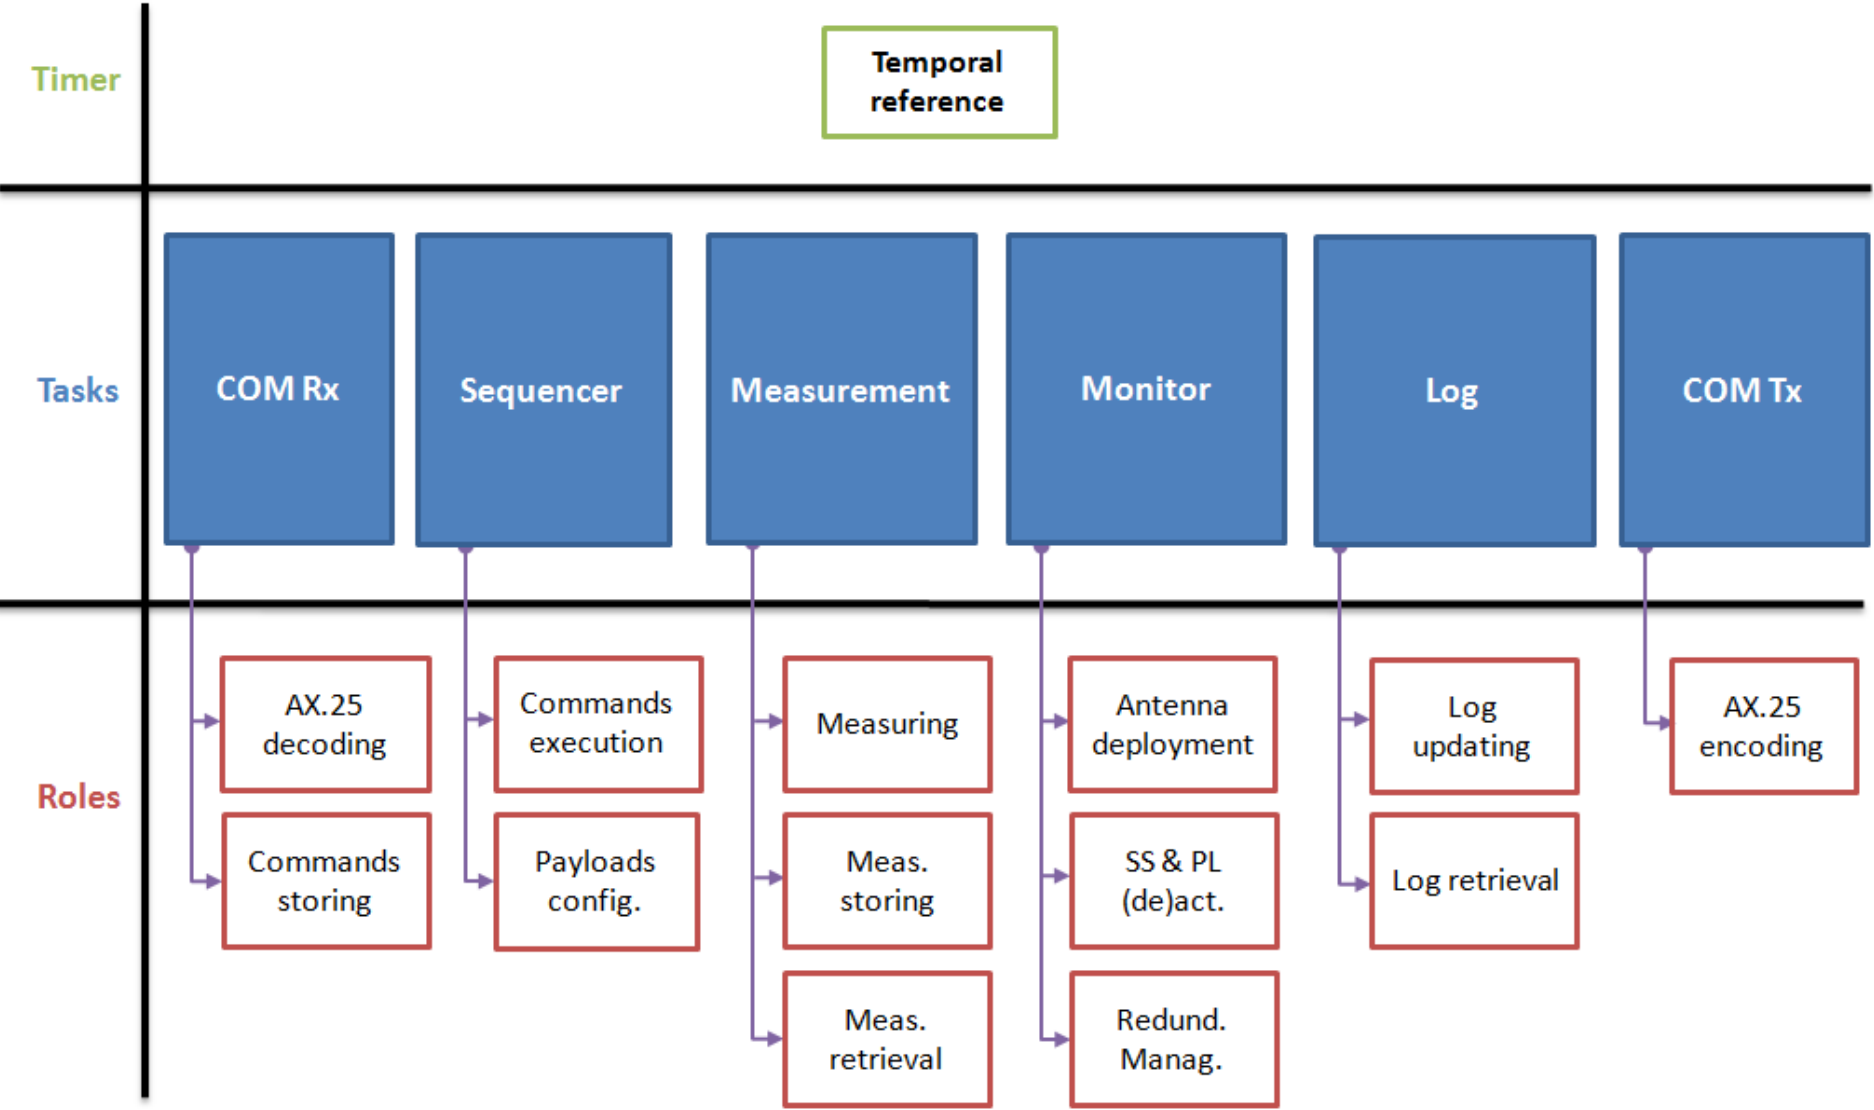 Timer
Temporal
reference
Tasks
COM Rx
Sequencer
Measurement
Monitor
Log
COM Tx
Roles
AX.25
decoding
Commands
storing
Commands
execution
Payloads
config.
Measuring
Meas.
storing
Meas.
retrieval
Antenna
deployment
SS & PL
(de)act.
Redund.
Manag.
Log
updating
Log retrieval
AX.25
encoding